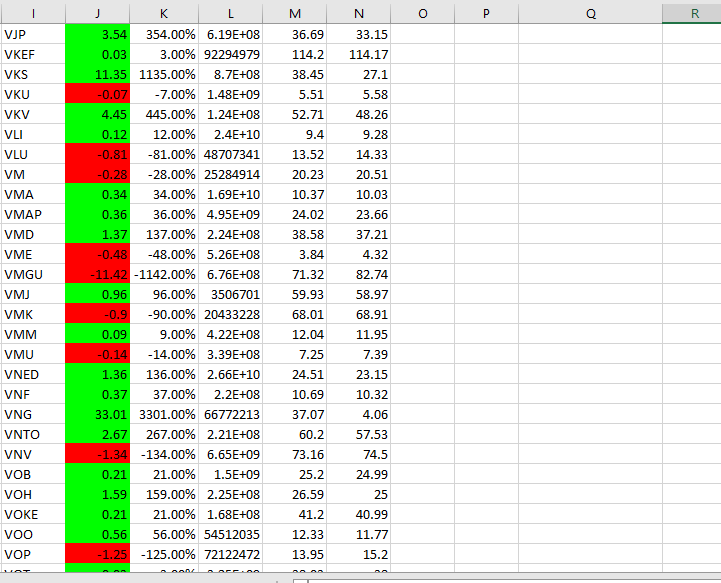 I J K L M N O P Q R
VJP 3.54 354.00% 6.19E+08 36.69 33.15
VKEF 0.03 3.00% 92294979 114.2 114.17
VKS 11.35 1135.00% 8.7E+08 38.45 27.1
VKU -0.07 -7.00% 1.48E+09 5.51 5.58
VKV 4.45 445.00% 1.24E+08 52.71 48.26
VLI 0.12 12.00% 2.4E+10 9.4 9.28
VLU -0.81 -81.00% 48707341 13.52 14.33
VM -0.28 -28.00% 25284914 20.23 20.51
VMA 0.34 34.00% 1.69E+10 10.37 10.03
VMAP 0.36 36.00% 4.95E+09 24.02 23.66
VMD 1.37 137.00% 2.24E+08 38.58 37.21
VME -0.48 -48.00% 5.26E+08 3.84 4.32
VMGU -11.42 -1142.00% 6.76E+08 71.32 82.74
VMJ 0.96 96.00% 3506701 59.93 58.97
VMK -0.9 -90.00% 20433228 68.01 68.91
VMM 0.09 9.00% 4.22E+08 12.04 11.95
VMU -0.14 -14.00% 3.39E+08 7.25 7.39
VNED 1.36 136.00% 2.66E+10 24.51 23.15
VNF 0.37 37.00% 2.2E+08 10.69 10.32
VNG 33.01 3301.00% 66772213 37.07 4.06
VNTO 2.67 267.00% 2.21E+08 60.2 57.53
VNV -1.34 -134.00% 6.65E+09 73.16 74.5
VOB 0.21 21.00% 1.5E+09 25.2 24.99
VOH 1.59 159.00% 2.25E+08 26.59 25
VOKE 0.21 21.00% 1.68E+08 41.2 40.99
VOO 0.56 56.00% 54512035 12.33 11.77
VOP -1.25 -125.00% 72122472 13.95 15.2